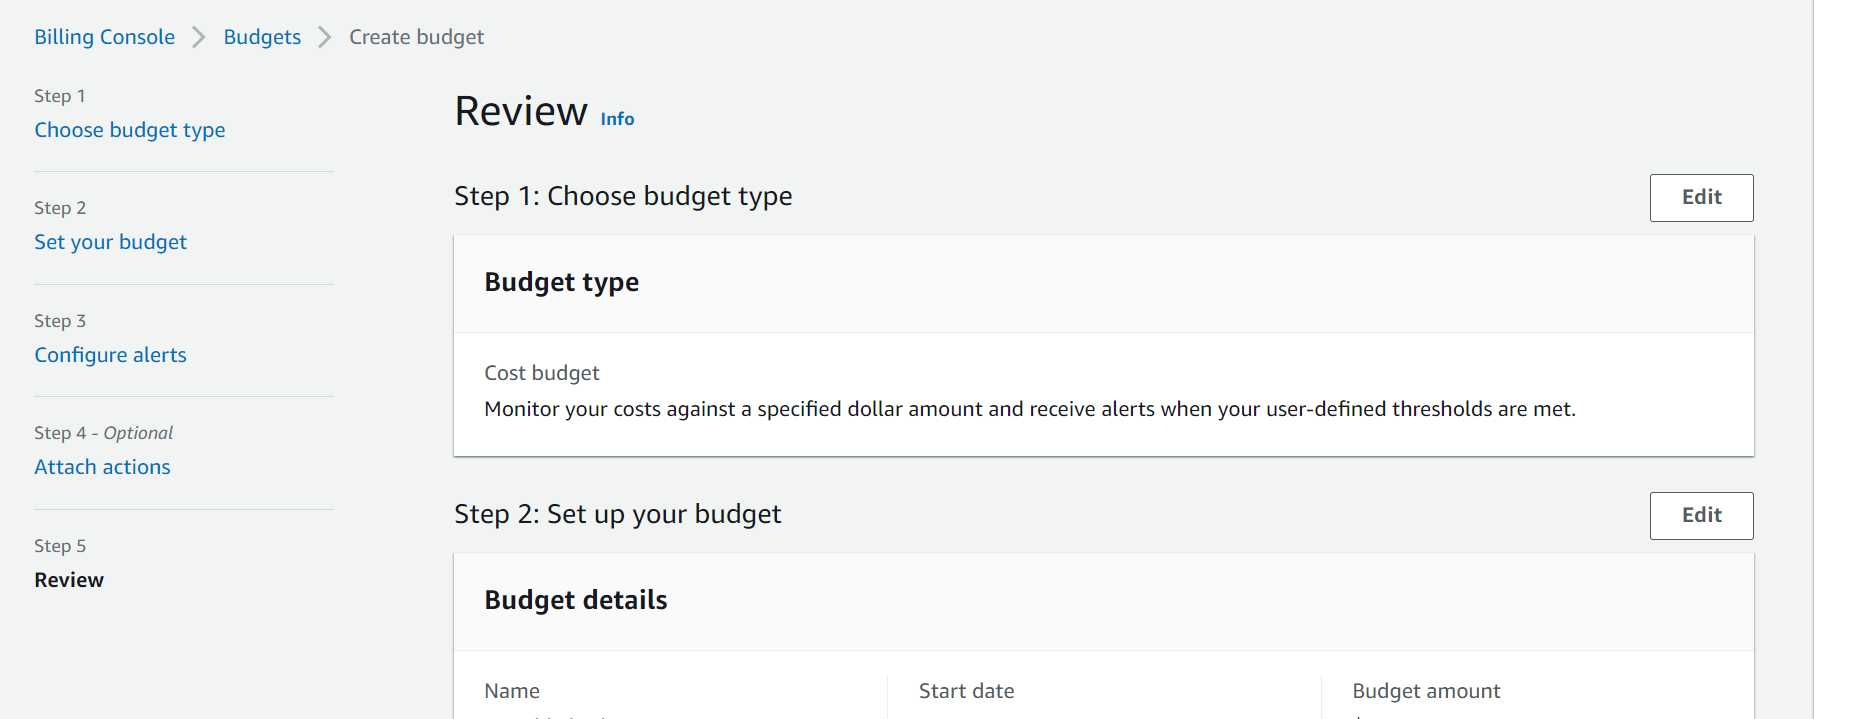 Billing Console > Budgets > Create budget
Step 1
Choose budget type
Step 2
Set your budget
Step 3
Configure alerts
Step 4 - Optional
Attach actions
Step 5
Review
Review Info
Step 1: Choose budget type
Edit
Budget type
Cost budget
Monitor your costs against a specified dollar amount and receive alerts when your user-defined thresholds are met.
Step 2: Set up your budget
Edit
Budget details
Name
Start date
Budget amount